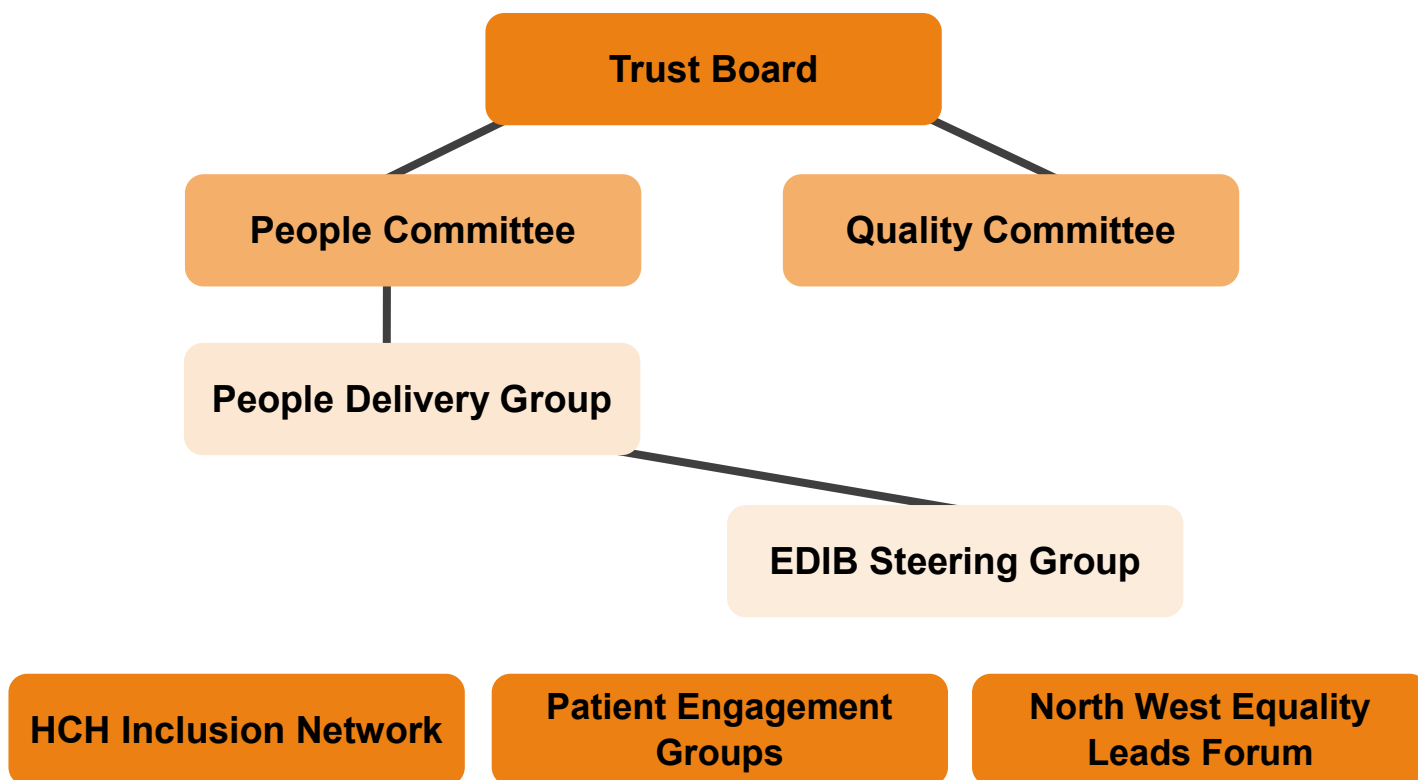 Trust Board
People Committee
Quality Committee
People Delivery Group
EDIB Steering Group
HCH Inclusion Network
Patient Engagement
Groups
North West Equality
Leads Forum